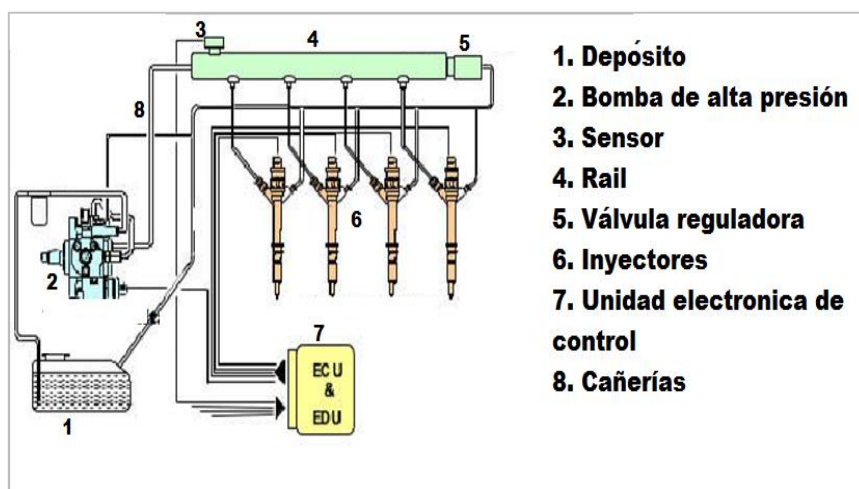 3
4
5
8
6
2
7
ECU
&
EDU
1
1. Depósito
2. Bomba de alta presión
3. Sensor
4. Rail
5. Válvula reguladora
6. Inyectores
7. Unidad electronica de
control
8. Cañerías